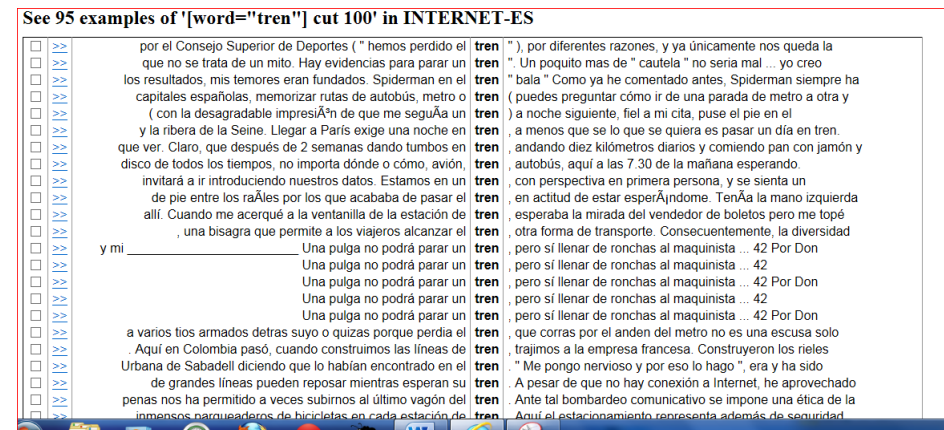 See 95 examples of '[word="tren"] cut 100' in INTERNET-ES
>> por el Consejo Superior de Deportes ( " hemos perdido el tren " ), por diferentes razones, y ya únicamente nos queda la
>> que no se trata de un mito. Hay evidencias para parar un tren ". Un poquito mas de " cautela " no seria mal ... yo creo
>> los resultados, mis temores eran fundados. Spiderman en el tren " bala " Como ya he comentado antes, Spiderman siempre ha
>> capitales españolas, memorizar rutas de autobús, metro o tren ( puedes preguntar cómo ir de una parada de metro a otra y
>> ( con la desagradable impresiÃ³n de que me seguÃa un tren ) a noche siguiente, fiel a mi cita, puse el pie en el
>> y la ribera de la Seine. Llegar a París exige una noche en tren , a menos que se lo que se quiera es pasar un día en tren.
>> que ver. Claro, que después de 2 semanas dando tumbos en tren , andando diez kilómetros diarios y comiendo pan con jamón y
>> disco de todos los tiempos, no importa dónde o cómo, avión, tren , autobús, aquí a las 7.30 de la mañana esperando.
>> invitará a ir introduciendo nuestros datos. Estamos en un tren , con perspectiva en primera persona, y se sienta un
>> de pie entre los raÃles por los que acababa de pasar el tren , en actitud de estar esperÃ¡ndome. TenÃa la mano izquierda
>> allí. Cuando me acerqué a la ventanilla de la estación de tren , esperaba la mirada del vendedor de boletos pero me topé
>> , una bisagra que permite a los viajeros alcanzar el tren , otra forma de transporte. Consecuentemente, la diversidad
>> y mi ______________________ Una pulga no podrá parar un tren , pero sí llenar de ronchas al maquinista ... 42 Por Don
>> Una pulga no podrá parar un tren , pero sí llenar de ronchas al maquinista ... 42
>> Una pulga no podrá parar un tren , pero sí llenar de ronchas al maquinista ... 42 Por Don
>> Una pulga no podrá parar un tren , pero sí llenar de ronchas al maquinista ... 42
>> Una pulga no podrá parar un tren , pero sí llenar de ronchas al maquinista ... 42 Por Don
>> a varios tios armados detras suyo o quizas porque perdia el tren , que corras por el anden del metro no es una escusa solo
>> . Aquí en Colombia pasó, cuando construimos las líneas de tren , trajimos a la empresa francesa. Construyeron los rieles
>> Urbana de Sabadell diciendo que lo habían encontrado en el tren . " Me pongo nervioso y por eso lo hago ", era y ha sido
>> de grandes líneas pueden reposar mientras esperan su tren . A pesar de que no hay conexión a Internet, he aprovechado
>> penas nos ha permitido a veces subirnos al último vagón del tren . Ante tal bombardeo comunicativo se impone una ética de la
>> inmensos parqueaderos de bicicletas en cada estación de tren . Aquí el estacionamiento representa además de seguridad